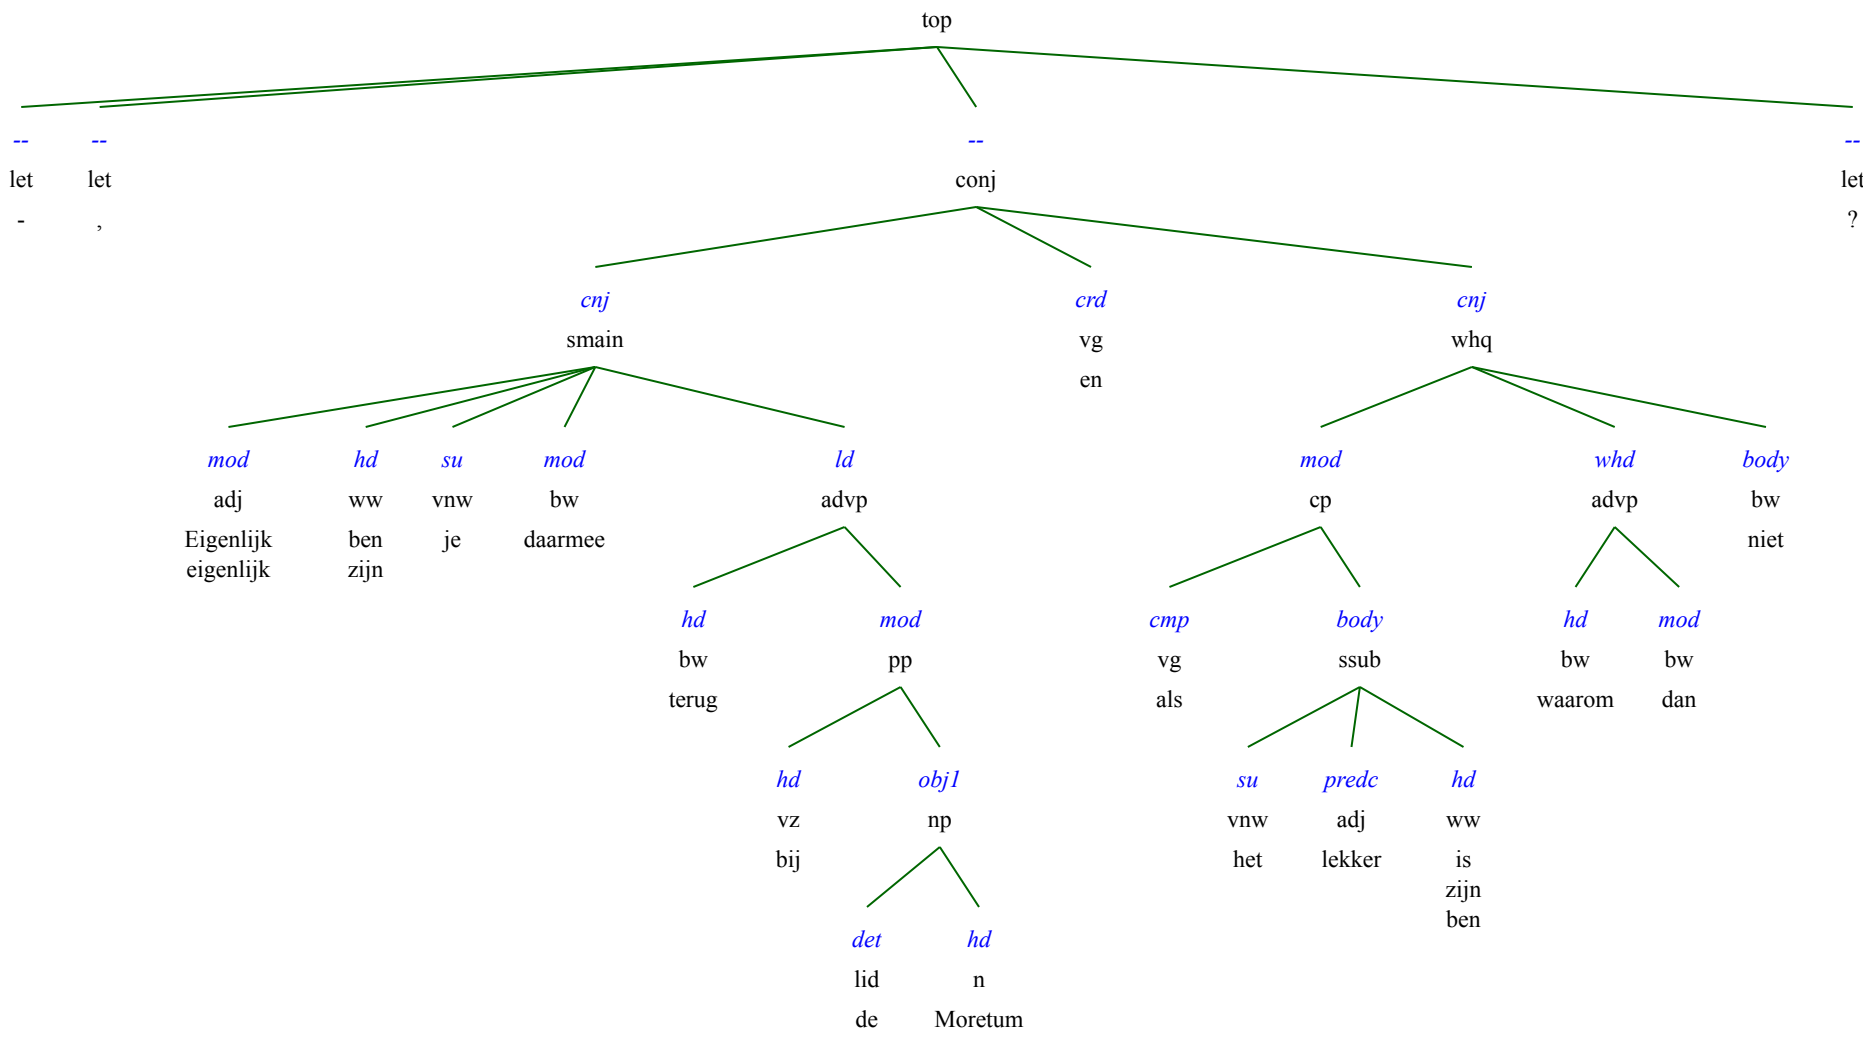 top
-- -- -- --
let let conj let
- , ?
cnj crd cnj
smain vg whq
en
mod hd su mod ld mod whd body
adj ww vnw bw advp cp advp bw
Eigenlijk ben je daarmee niet
eigenlijk zijn
hd mod cmp body hd mod
bw pp vg ssub bw bw
terug als waarom dan
hd obj1 su predc hd
vz np vnw adj ww
bij het lekker is
zijn
ben
det hd
lid n
de Moretum